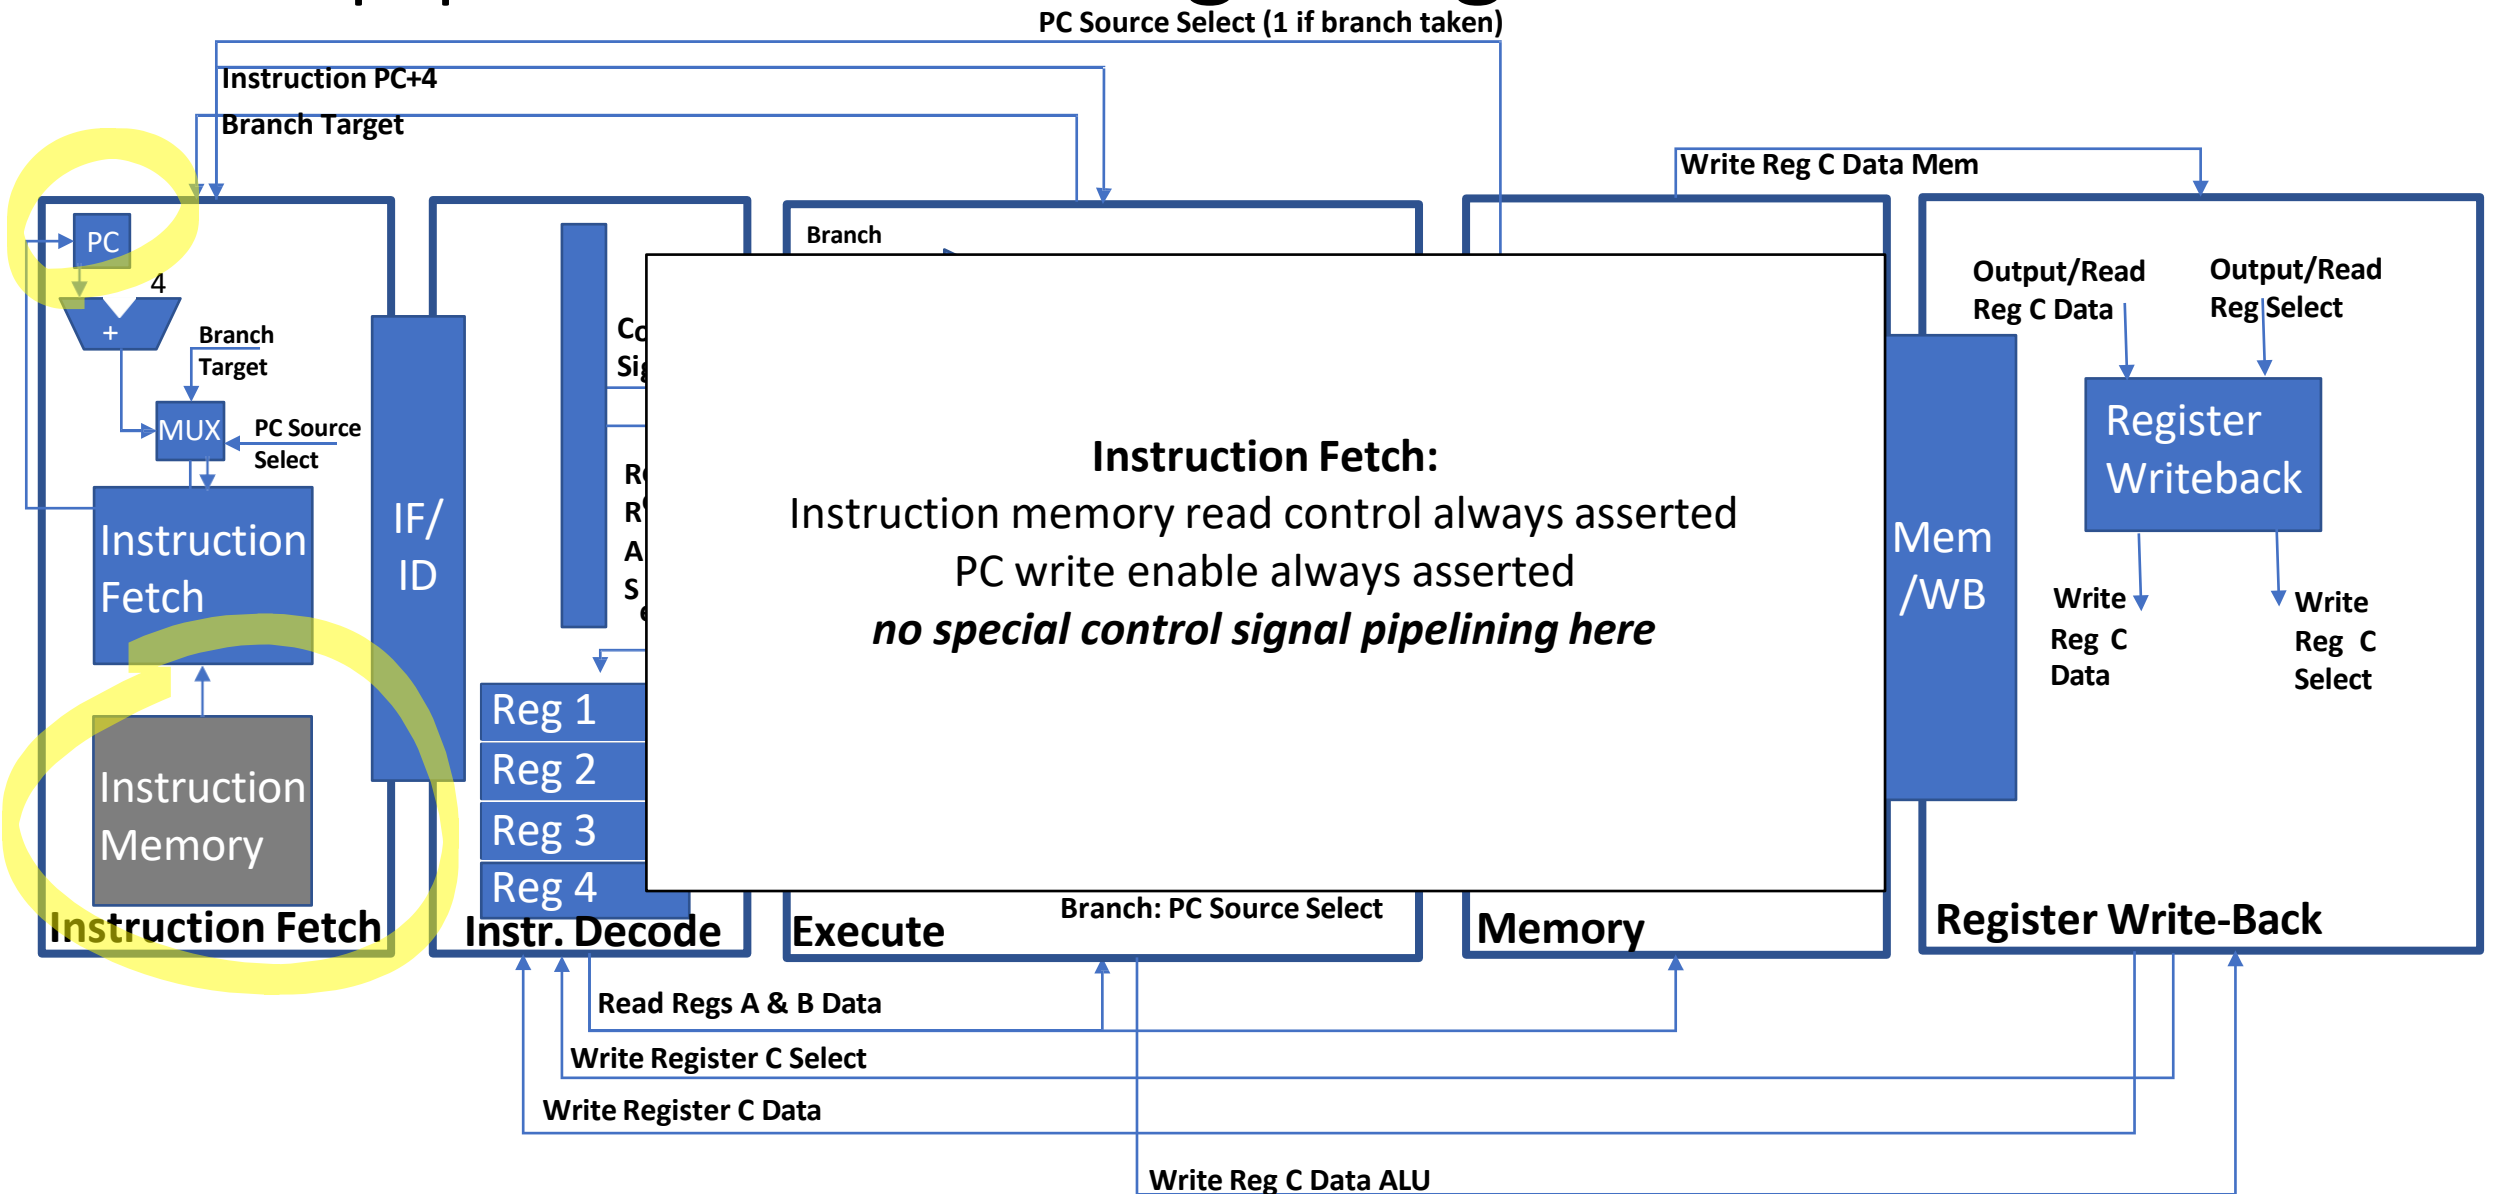 PC Source Select (1 if branch taken)
Instruction PC+4
Branch Target
Write Reg C Data Mem
PC
4
+
Branch
Target
MUX
PC Source
Select
Instruction
Fetch
Instruction
Memory
Instruction Fetch
IF/
ID
Reg 1
Reg 2
Reg 3
Reg 4
Instr. Decode
Branch
Instruction Fetch:
Instruction memory read control always asserted
PC write enable always asserted
no special control signal pipelining here
Branch: PC Source Select
Execute
Memory
Mem
/WB
Output/Read
Reg C Data
Output/Read
Reg Select
Register
Writeback
Write
Reg C
Data
Write
Reg C
Select
Register Write-Back
Read Regs A & B Data
Write Register C Select
Write Register C Data
Write Reg C Data ALU